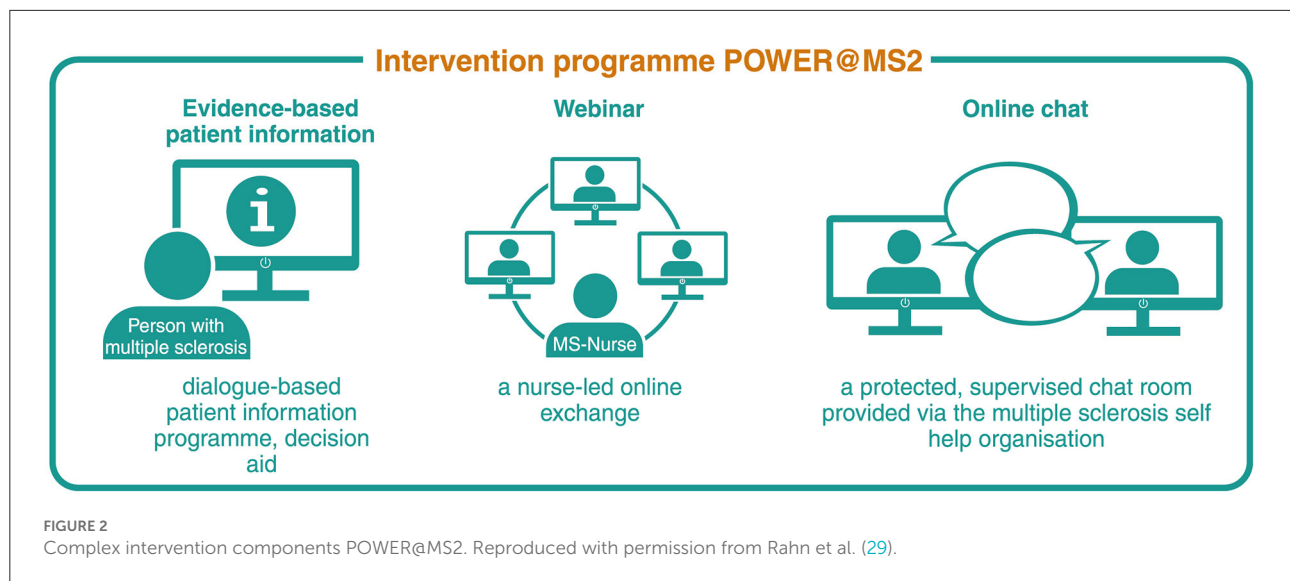 Intervention programme POWER@MS2
Evidence-based
patient information
Person with
multiple sclerosis
dialogue-based
patient information
programme, decision
aid
Webinar
MS-Nurse
a nurse-led online
exchange
Online chat
a protected, supervised chat room
provided via the multiple sclerosis self
help organisation
FIGURE 2
Complex intervention components POWER@MS2. Reproduced with permission from Rahn et al. (29).